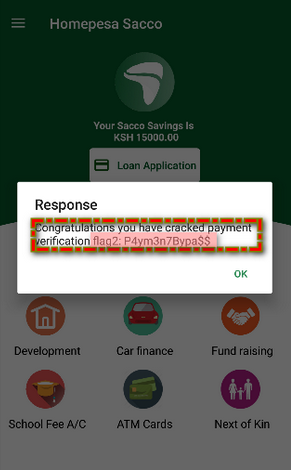 Homepesa Sacco
Your Sacco Savings Is
KSH 15000.00
Loan Application
Response
Congratulations you have cracked payment
verification flag2: P4ym3n7Bypa$$
OK
Development
Car finance
Fund raising
School Fee A/C
ATM Cards
Next of Kin